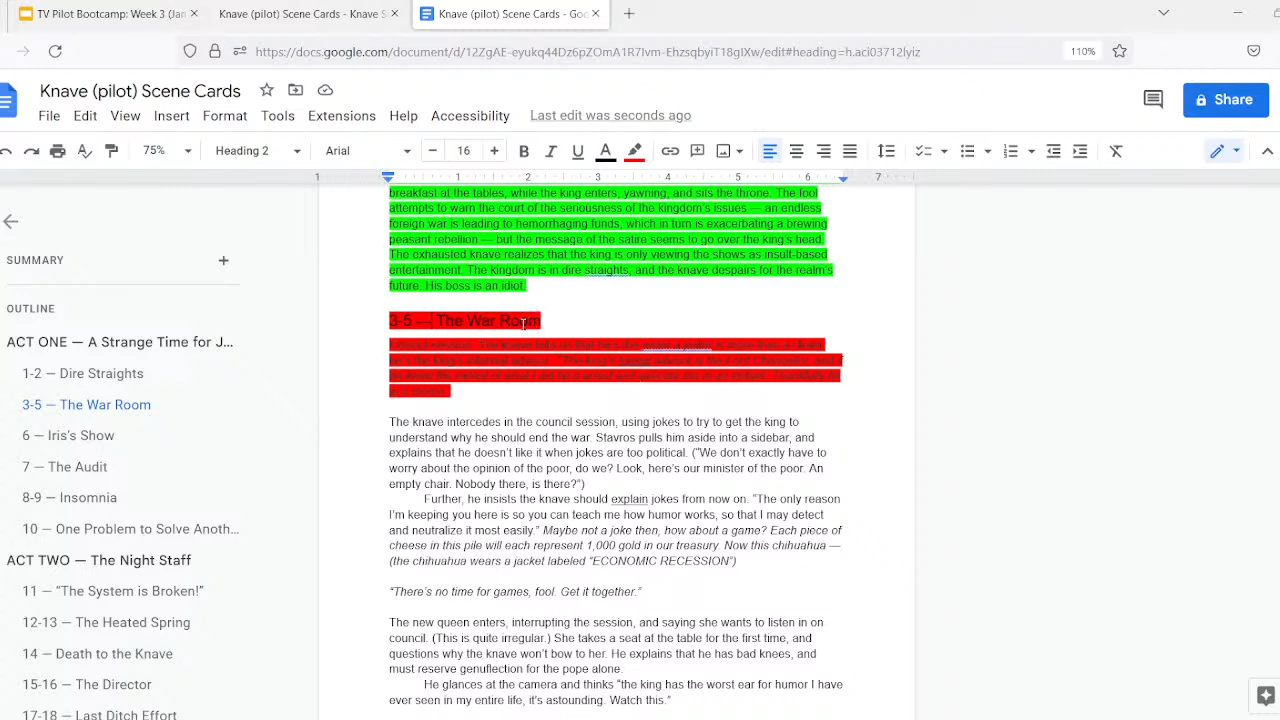 TV Pilot Bootcamp: Week 3 (Jan
Knave (pilot) Scene Cards - Knave S
Knave (pilot) Scene Cards - Goo
https://docs.google.com/document/d/12ZgAE-eyukq44Dz6pZOmA1R7Ivm-EhzsqbyiT18gIXw/edit#heading=h.aci03712lyiz
110%
Knave (pilot) Scene Cards
File Edit View Insert Format Tools Extensions Help Accessibility Last edit was seconds ago
Share
75% Heading 2 Arial 16
1 1 2 3 4 5 6 7
SUMMARY
OUTLINE
ACT ONE — A Strange Time for J...
1-2 — Dire Straights
3-5 — The War Room
6 — Iris's Show
7 — The Audit
8-9 — Insomnia
10 — One Problem to Solve Anoth...
ACT TWO — The Night Staff
11 — "The System is Broken!"
12-13 — The Heated Spring
14 — Death to the Knave
15-16 — The Director
17-18 — Last Ditch Effort
breakfast at the tables, while the king enters, yawning, and sits the throne. The fool
attempts to warn the court of the seriousness of the kingdom's issues — an endless
foreign war is leading to hemorrhaging funds, which in turn is exacerbating a brewing
peasant rebellion — but the message of the satire seems to go over the king's head.
The exhausted knave realizes that the king is only viewing the shows as insult-based
entertainment. The kingdom is in dire straights, and the knave despairs for the realm's
future. His boss is an idiot.
3-5 — The War Room
The knave intercedes in the council session, using jokes to try to get the king to
understand why he should end the war. Stavros pulls him aside into a sidebar, and
explains that he doesn't like it when jokes are too political. ("We don't exactly have to
worry about the opinion of the poor, do we? Look, here's our minister of the poor. An
empty chair. Nobody there, is there?")
Further, he insists the knave should explain jokes from now on. "The only reason
I'm keeping you here is so you can teach me how humor works, so that I may detect
and neutralize it most easily." Maybe not a joke then, how about a game? Each piece of
cheese in this pile will each represent 1,000 gold in our treasury. Now this chihuahua —
(the chihuahua wears a jacket labeled "ECONOMIC RECESSION")
"There's no time for games, fool. Get it together."
The new queen enters, interrupting the session, and saying she wants to listen in on
council. (This is quite irregular.) She takes a seat at the table for the first time, and
questions why the knave won't bow to her. He explains that he has bad knees, and
must reserve genuflection for the pope alone.
He glances at the camera and thinks "the king has the worst ear for humor I have
ever seen in my entire life, it's astounding. Watch this."